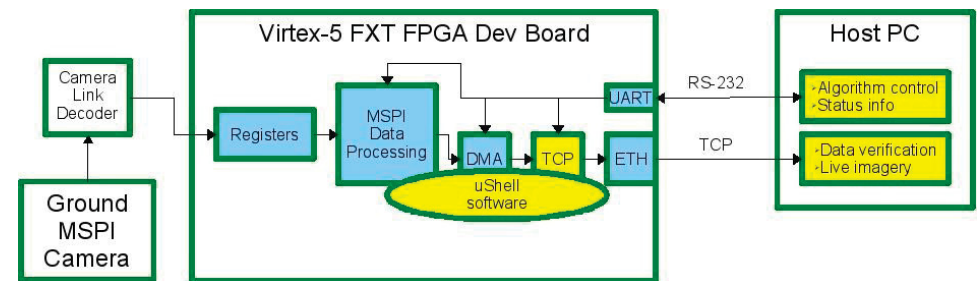 Virtex-5 FXT FPGA Dev Board
Host PC
Camera
Link
Decoder
Registers
MSPI
Data
Processing
DMA
TCP
UART
ETH
uShell
software
RS-232
TCP
Algorithm control
Status info
Data verification
Live imagery
Ground
MSPI
Camera